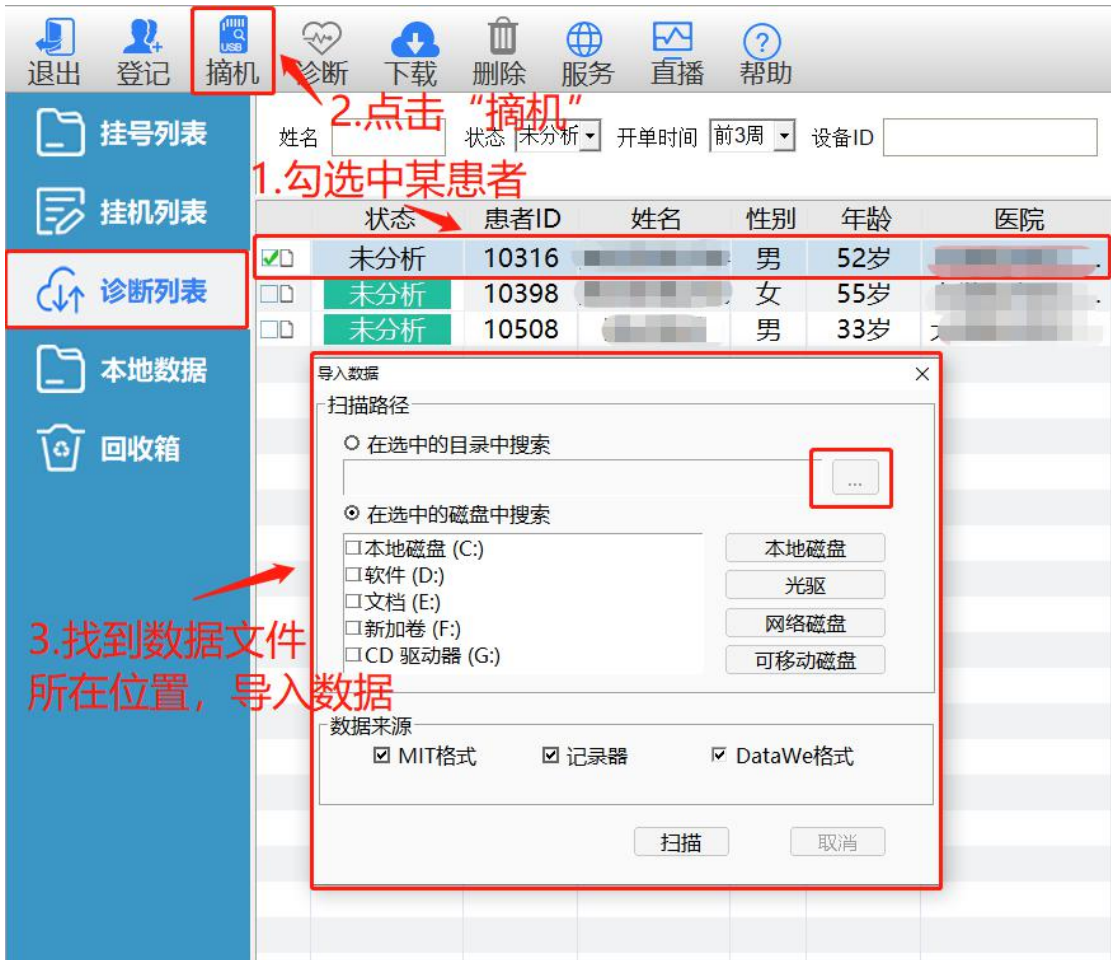 USB
退出 登记 摘机 诊断 下载 删除 服务 直播 帮助
2.点击“摘机”
挂号列表
姓名 状态 未分析 开单时间 前3周 设备ID
1.勾选中某患者
挂机列表
状态 患者ID 姓名 性别 年龄 医院
未分析 10316 男 52岁
诊断列表
未分析 10398 女 55岁
未分析 10508 男 33岁
本地数据
回收箱
导入数据
扫描路径
在选中的目录中搜索
...
在选中的磁盘中搜索
本地磁盘 (C:) 本地磁盘
软件 (D:) 光驱
文档 (E:)
新加卷 (F:) 网络磁盘
CD 驱动器 (G:) 可移动磁盘
3.找到数据文件
所在位置，导入数据
数据来源
MIT格式 记录器 DataWe格式
扫描 取消